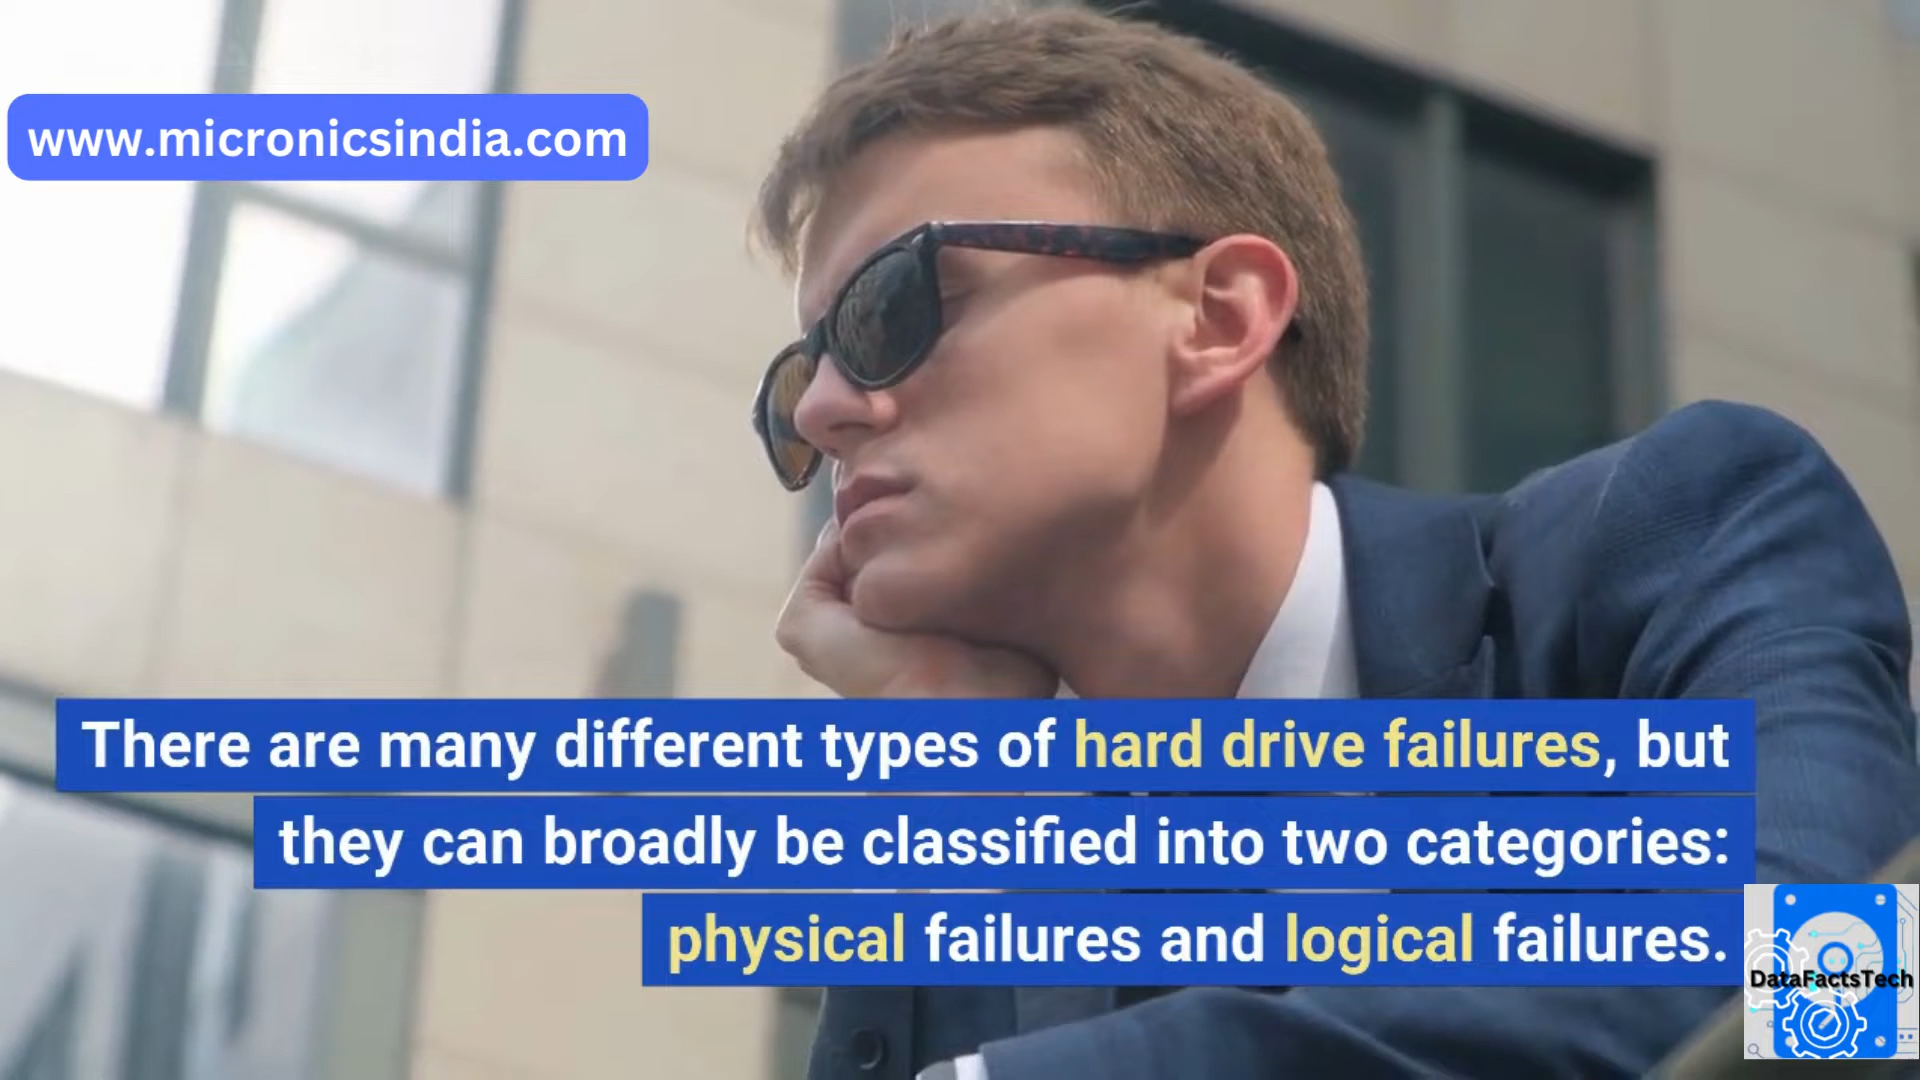 www.micronicsindia.com
There are many different types of hard drive failures, but
they can broadly be classified into two categories:
physical failures and logical failures.
DataFactsTech